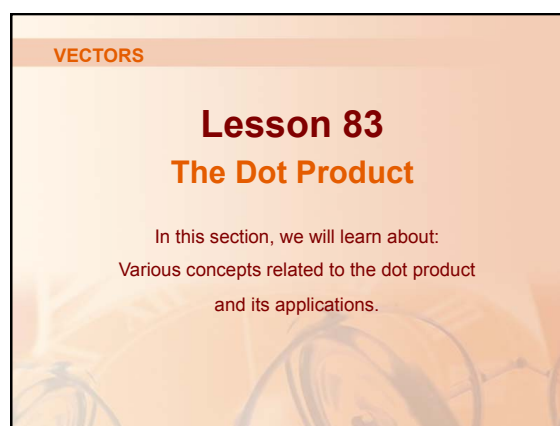 VECTORS
Lesson 83
The Dot Product
In this section, we will learn about:
Various concepts related to the dot product
and its applications.